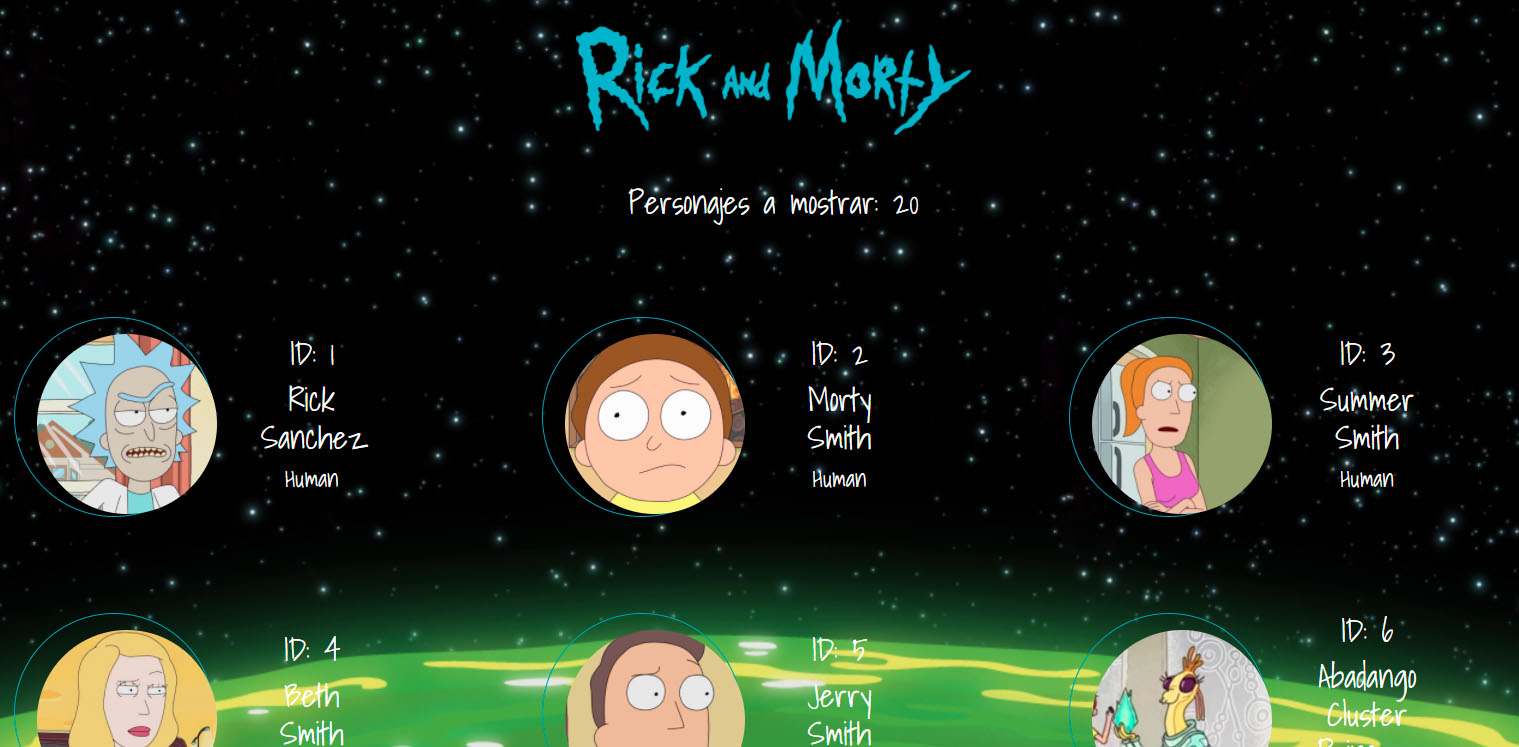 Rick and Morty
Personajes a mostrar: 20
ID: 1
Rick
Sanchez
Human
ID: 2
Morty
Smith
Human
ID: 3
Summer
Smith
Human
ID: 4
Beth
Smith
ID: 5
Jerry
Smith
ID: 6
Abadango
Cluster